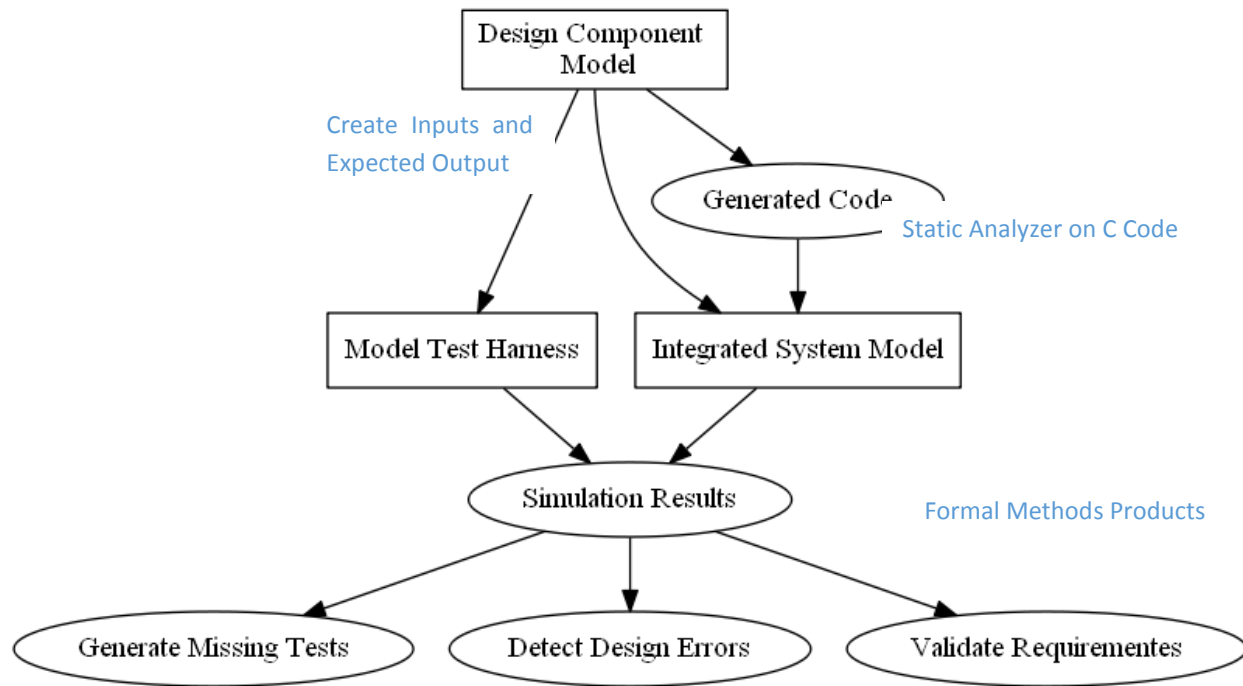 Design Component
Model
Create Inputs and
Expected Output
Generated Code
Static Analyzer on C Code
Model Test Harness
Integrated System Model
Simulation Results
Formal Methods Products
Generate Missing Tests
Detect Design Errors
Validate Requirementes